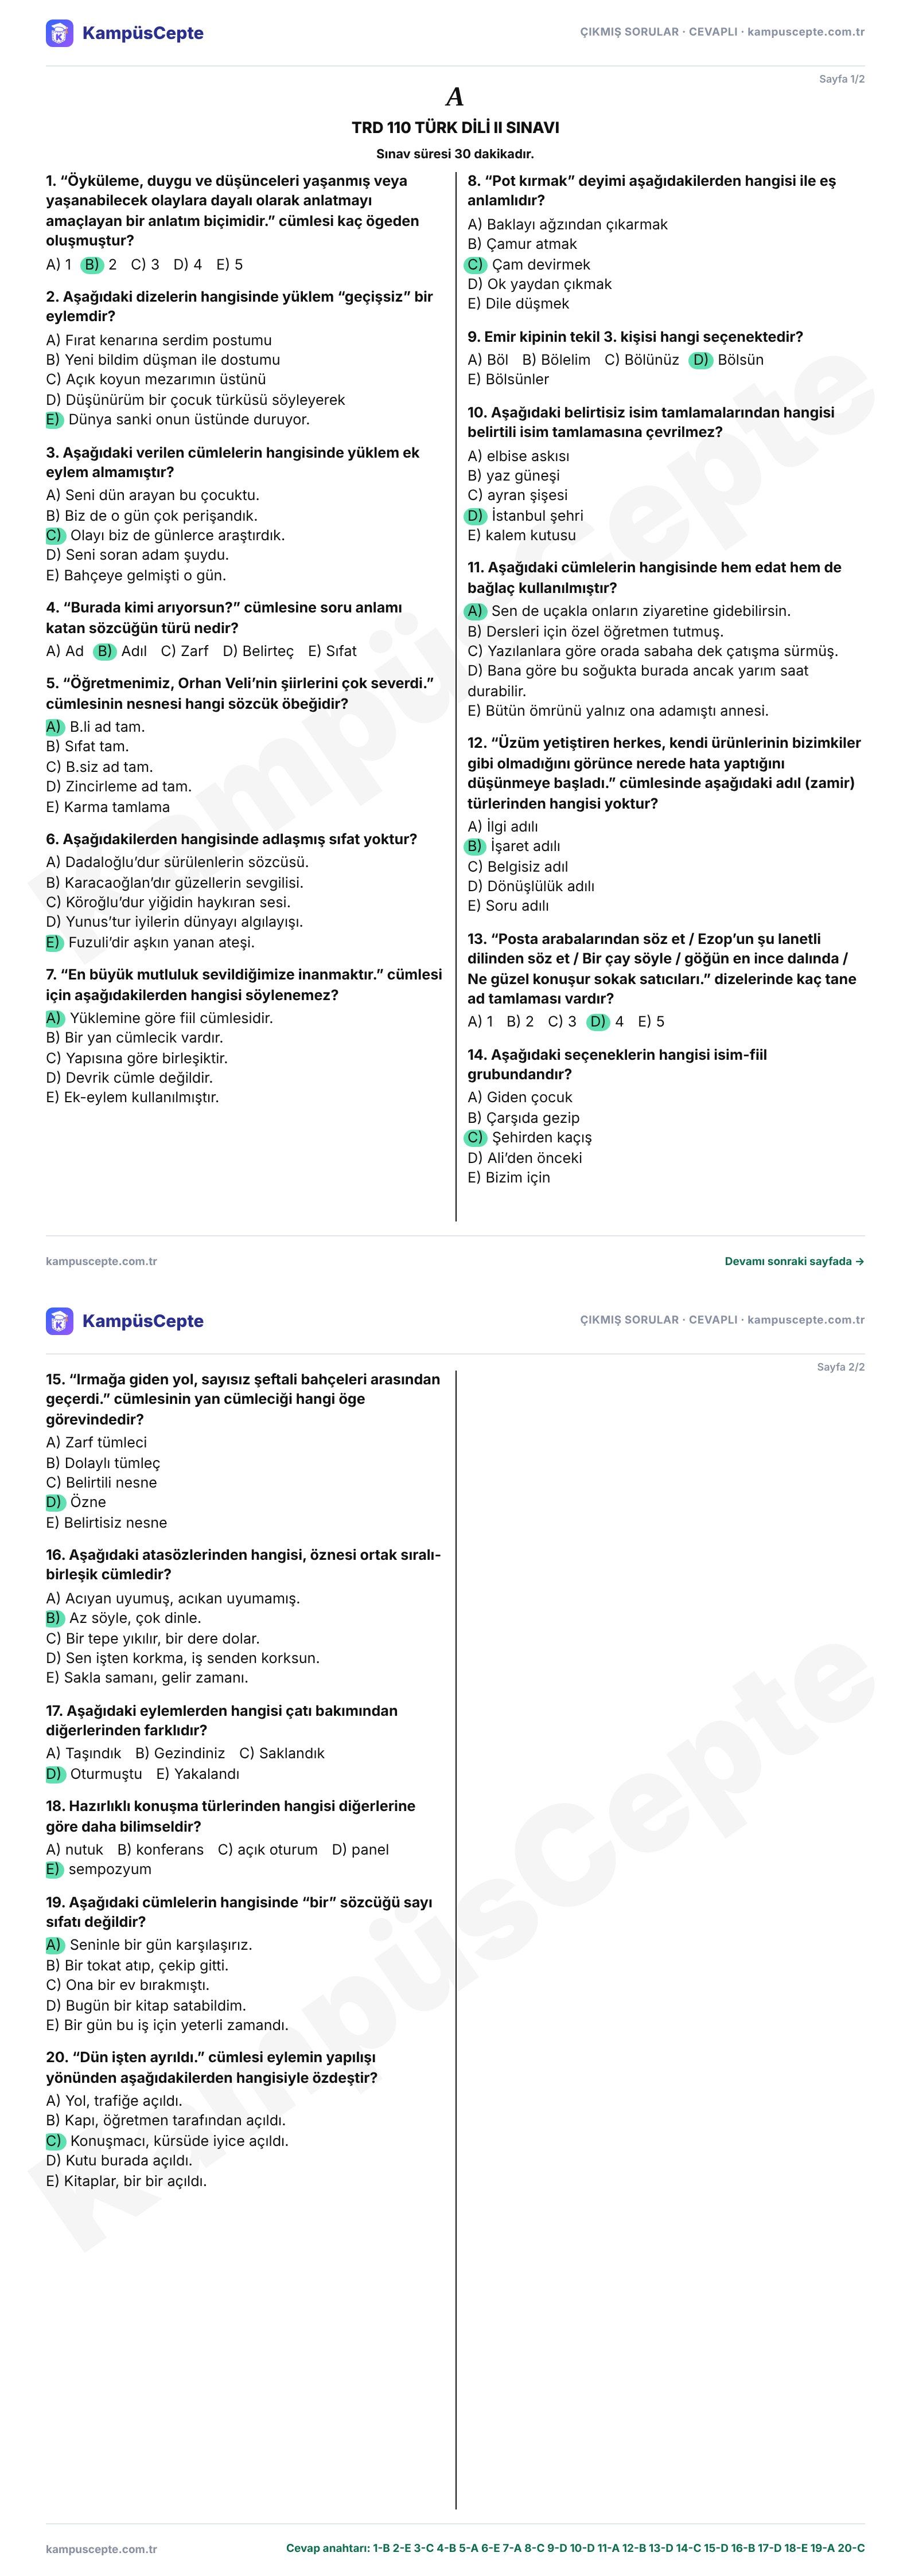 KampüsCepte
ÇIKMIŞ SORULAR · CEVAPLI · kampuscepte.com.tr
Sayfa 1/2
A
TRD 110 TÜRK DİLİ II SINAVI
Sınav süresi 30 dakikadır.
1. “Öyküleme, duygu ve düşünceleri yaşanmış veya
yaşanabilecek olaylara dayalı olarak anlatmayı
amaçlayan bir anlatım biçimidir.” cümlesi kaç ögeden
oluşmuştur?
A) 1 B) 2 C) 3 D) 4 E) 5
2. Aşağıdaki dizelerin hangisinde yüklem “geçişsiz” bir
eylemdir?
A) Fırat kenarına serdim postumu
B) Yeni bildim düşman ile dostumu
C) Açık koyun mezarımın üstünü
D) Düşünürüm bir çocuk türküsü söyleyerek
E) Dünya sanki onun üstünde duruyor.
3. Aşağıdaki verilen cümlelerin hangisinde yüklem ek
eylem almamıştır?
A) Seni dün arayan bu çocuktu.
B) Biz de o gün çok perişandık.
C) Olayı biz de günlerce araştırdık.
D) Seni soran adam şuydu.
E) Bahçeye gelmişti o gün.
4. “Burada kimi arıyorsun?” cümlesine soru anlamı
katan sözcüğün türü nedir?
A) Ad B) Adıl C) Zarf D) Belirteç E) Sıfat
5. “Öğretmenimiz, Orhan Veli’nin şiirlerini çok severdi.”
cümlesinin nesnesi hangi sözcük öbeğidir?
A) B.li ad tam.
B) Sıfat tam.
C) B.siz ad tam.
D) Zincirleme ad tam.
E) Karma tamlama
6. Aşağıdakilerden hangisinde adlaşmış sıfat yoktur?
A) Dadaloğlu’dur sürülenlerin sözcüsü.
B) Karacaoğlan’dır güzellerin sevgilisi.
C) Köroğlu’dur yiğidin haykıran sesi.
D) Yunus’tur iyilerin dünyayı algılayışı.
E) Fuzuli’dir aşkın yanan ateşi.
7. “En büyük mutluluk sevildiğimize inanmaktır.” cümlesi
için aşağıdakilerden hangisi söylenemez?
A) Yüklemine göre fiil cümlesidir.
B) Bir yan cümlecik vardır.
C) Yapısına göre birleşiktir.
D) Devrik cümle değildir.
E) Ek-eylem kullanılmıştır.
8. “Pot kırmak” deyimi aşağıdakilerden hangisi ile eş
anlamlıdır?
A) Baklayı ağzından çıkarmak
B) Çamur atmak
C) Çam devirmek
D) Ok yaydan çıkmak
E) Dile düşmek
9. Emir kipinin tekil 3. kişisi hangi seçenektedir?
A) Böl B) Bölelim C) Bölünüz D) Bölsün
E) Bölsünler
10. Aşağıdaki belirtisiz isim tamlamalarından hangisi
belirtili isim tamlamasına çevrilmez?
A) elbise askısı
B) yaz güneşi
C) ayran şişesi
D) İstanbul şehri
E) kalem kutusu
11. Aşağıdaki cümlelerin hangisinde hem edat hem de
bağlaç kullanılmıştır?
A) Sen de uçakla onların ziyaretine gidebilirsin.
B) Dersleri için özel öğretmen tutmuş.
C) Yazılanlara göre orada sabaha dek çatışma sürmüş.
D) Bana göre bu soğukta burada ancak yarım saat
durabilir.
E) Bütün ömrünü yalnız ona adamıştı annesi.
12. “Üzüm yetiştiren herkes, kendi ürünlerinin bizimkiler
gibi olmadığını görünce nerede hata yaptığını
düşünmeye başladı.” cümlesinde aşağıdaki adıl (zamir)
türlerinden hangisi yoktur?
A) İlgi adılı
B) İşaret adılı
C) Belgisiz adıl
D) Dönüşlülük adılı
E) Soru adılı
13. “Posta arabalarından söz et / Ezop’un şu lanetli
dilinden söz et / Bir çay söyle / göğün en ince dalında /
Ne güzel konuşur sokak satıcıları.” dizelerinde kaç tane
ad tamlaması vardır?
A) 1 B) 2 C) 3 D) 4 E) 5
14. Aşağıdaki seçeneklerin hangisi isim-fiil
grubundandır?
A) Giden çocuk
B) Çarşıda gezip
C) Şehirden kaçış
D) Ali’den önceki
E) Bizim için
kampuscepte.com.tr
Devamı sonraki sayfada →
KampüsCepte
ÇIKMIŞ SORULAR · CEVAPLI · kampuscepte.com.tr
Sayfa 2/2
15. “Irmağa giden yol, sayısız şeftali bahçeleri arasından
geçerdi.” cümlesinin yan cümleciği hangi öge
görevindedir?
A) Zarf tümleci
B) Dolaylı tümleç
C) Belirtili nesne
D) Özne
E) Belirtisiz nesne
16. Aşağıdaki atasözlerinden hangisi, öznesi ortak sıralı-
birleşik cümledir?
A) Acıyan uyumuş, acıkan uyumamış.
B) Az söyle, çok dinle.
C) Bir tepe yıkılır, bir dere dolar.
D) Sen işten korkma, iş senden korksun.
E) Sakla samanı, gelir zamanı.
17. Aşağıdaki eylemlerden hangisi çatı bakımından
diğerlerinden farklıdır?
A) Taşındık B) Gezindiniz C) Saklandık
D) Oturmuştu E) Yakalandı
18. Hazırlıklı konuşma türlerinden hangisi diğerlerine
göre daha bilimseldir?
A) nutuk B) konferans C) açık oturum D) panel
E) sempozyum
19. Aşağıdaki cümlelerin hangisinde “bir” sözcüğü sayı
sıfatı değildir?
A) Seninle bir gün karşılaşırız.
B) Bir tokat atıp, çekip gitti.
C) Ona bir ev bırakmıştı.
D) Bugün bir kitap satabildim.
E) Bir gün bu iş için yeterli zamandı.
20. “Dün işten ayrıldı.” cümlesi eylemin yapılışı
yönünden aşağıdakilerden hangisiyle özdeştir?
A) Yol, trafiğe açıldı.
B) Kapı, öğretmen tarafından açıldı.
C) Konuşmacı, kürsüde iyice açıldı.
D) Kutu burada açıldı.
E) Kitaplar, bir bir açıldı.
kampuscepte.com.tr
Cevap anahtarı: 1-B 2-E 3-C 4-B 5-A 6-E 7-A 8-C 9-D 10-D 11-A 12-B 13-D 14-C 15-D 16-B 17-D 18-E 19-A 20-C